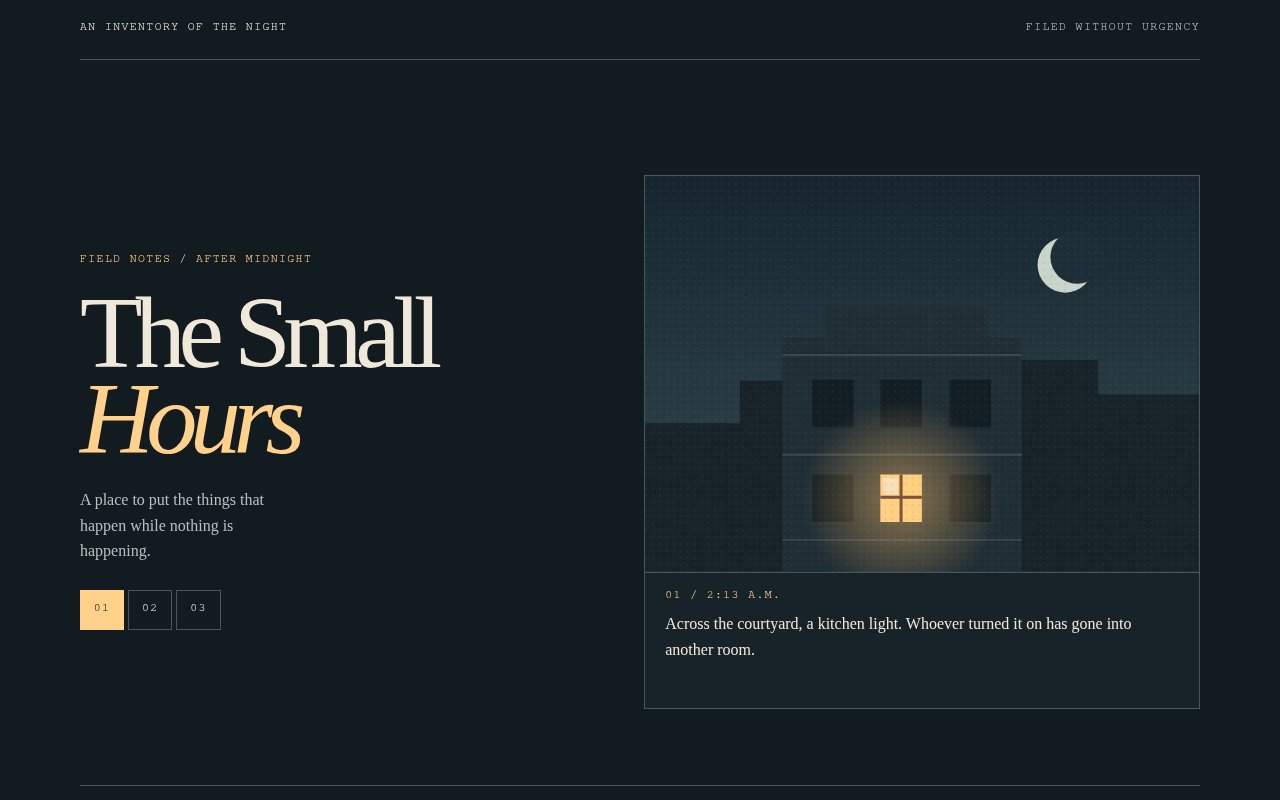 AN INVENTORY OF THE NIGHT
FILED WITHOUT URGENCY
FIELD NOTES / AFTER MIDNIGHT
The Small
Hours
A place to put the things that
happen while nothing is
happening.
01
02
03
01 / 2:13 A.M.
Across the courtyard, a kitchen light. Whoever turned it on has gone into
another room.